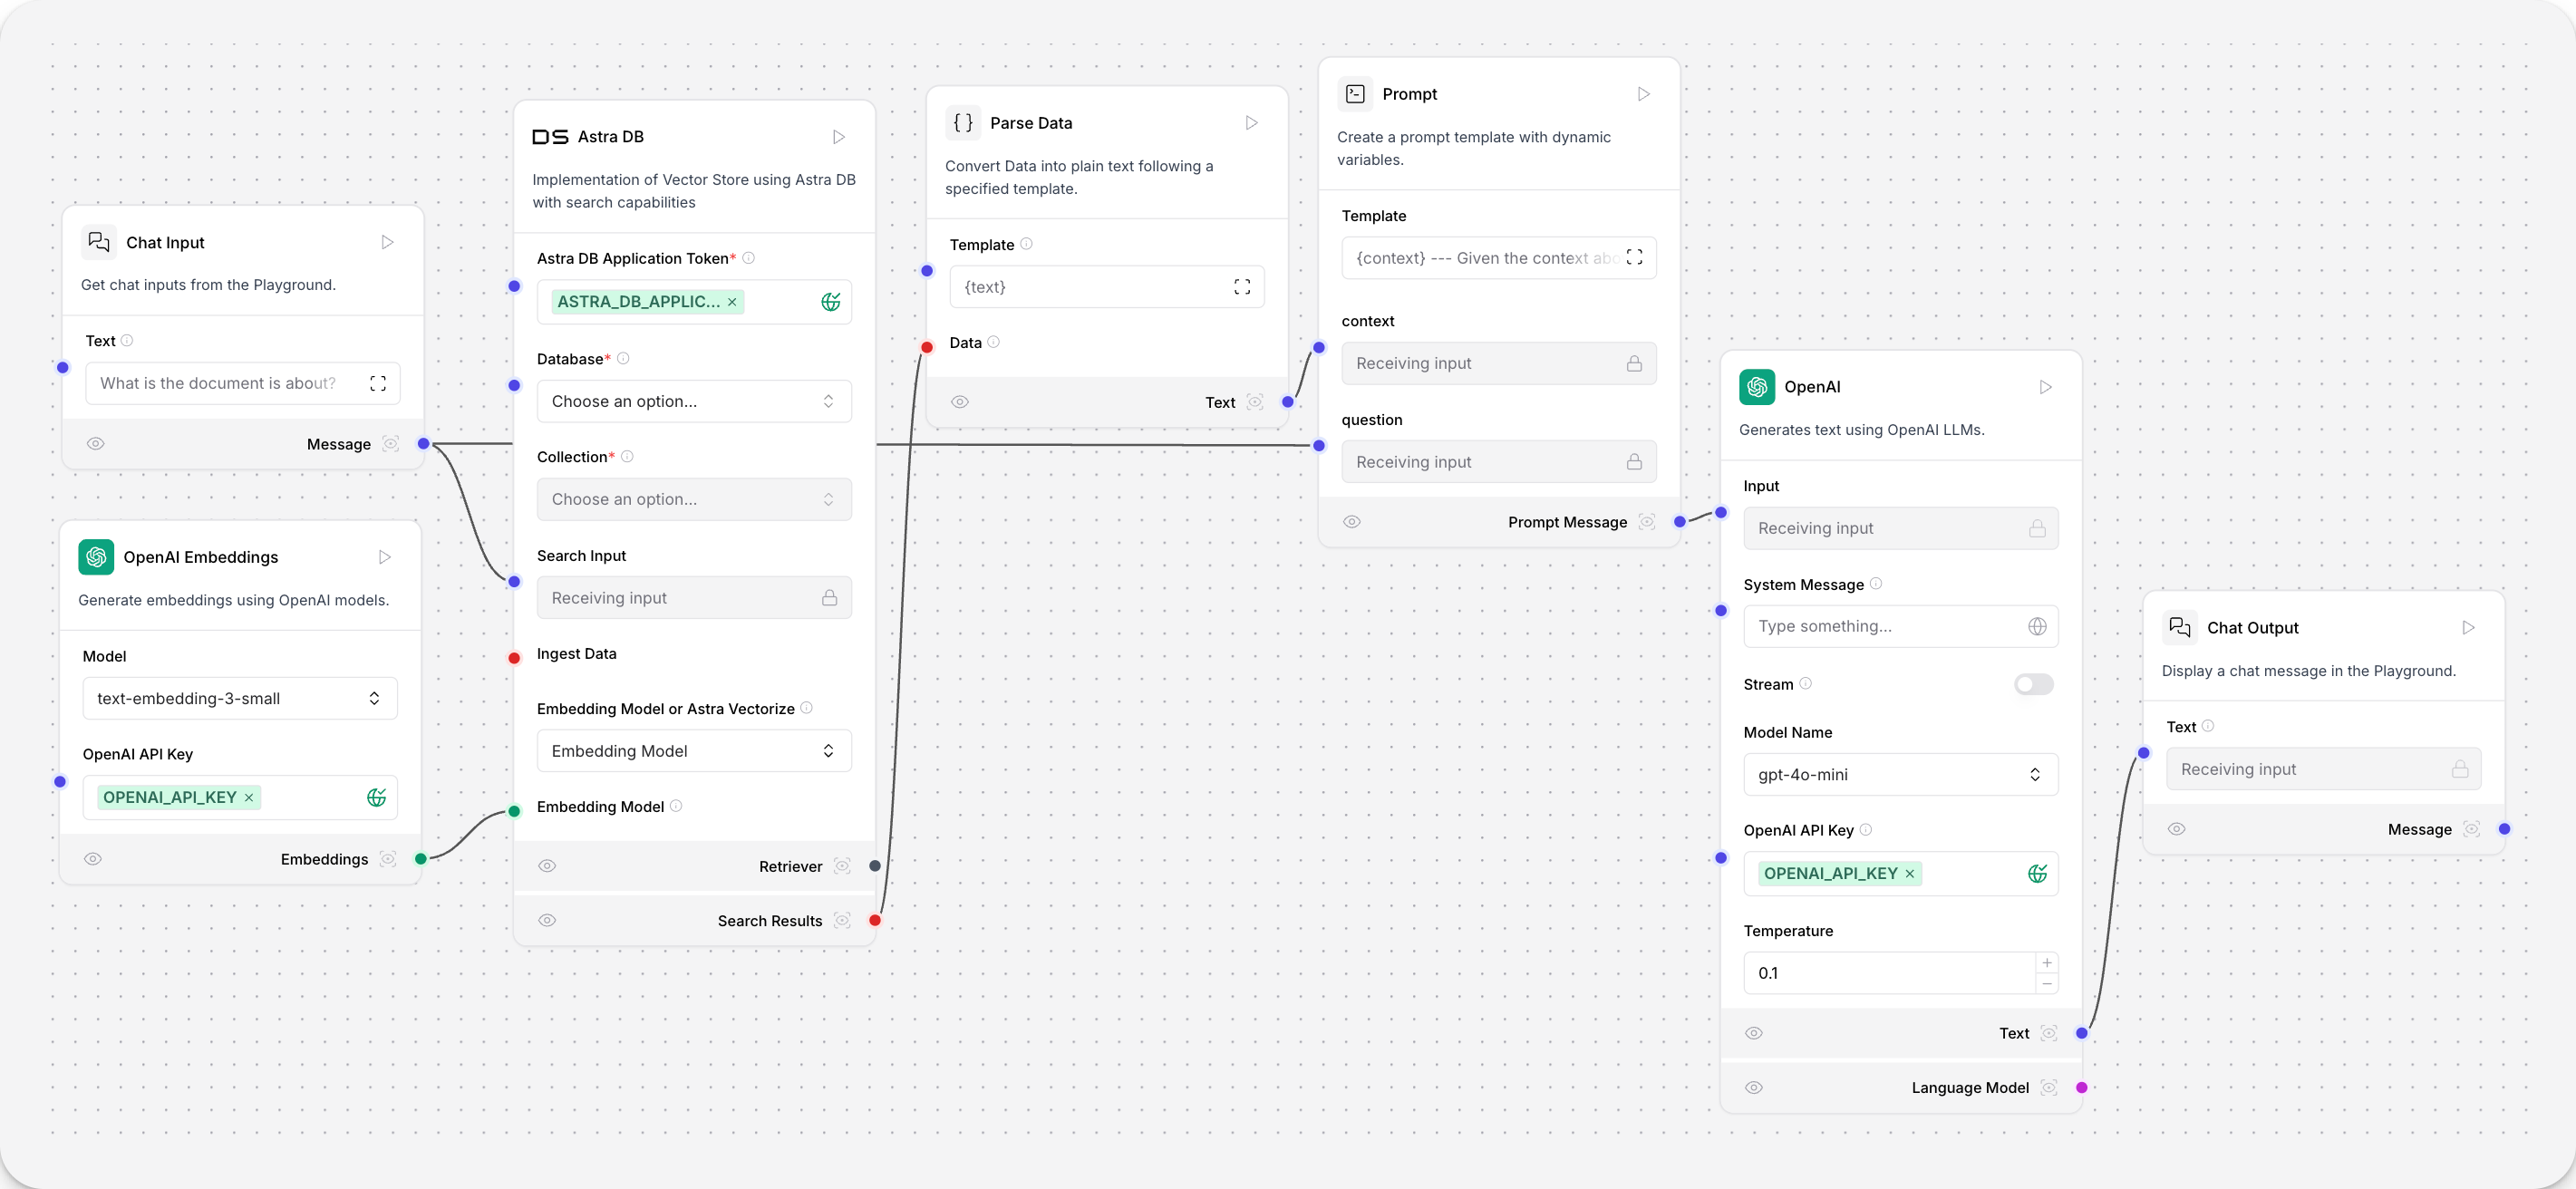 Chat Input
Get chat inputs from the Playground.
Text
What is the document is about?
Message
OpenAI Embeddings
Generate embeddings using OpenAI models.
Model
text-embedding-3-small
OpenAI API Key
OPENAI_API_KEY ×
Embeddings
DS Astra DB
Implementation of Vector Store using Astra DB
with search capabilities
Astra DB Application Token*
ASTRA_DB_APPLIC... ×
Database*
Choose an option...
Collection*
Choose an option...
Search Input
Receiving input
Ingest Data
Embedding Model or Astra Vectorize
Embedding Model
Embedding Model
Retriever
Search Results
{ } Parse Data
Convert Data into plain text following a
specified template.
Template
{text}
Data
Text
Prompt
Create a prompt template with dynamic
variables.
Template
{context} --- Given the context abo
context
Receiving input
question
Receiving input
Prompt Message
OpenAI
Generates text using OpenAI LLMs.
Input
Receiving input
System Message
Type something...
Stream
Model Name
gpt-4o-mini
OpenAI API Key
OPENAI_API_KEY ×
Temperature
0.1
Text
Language Model
Chat Output
Display a chat message in the Playground.
Text
Receiving input
Message